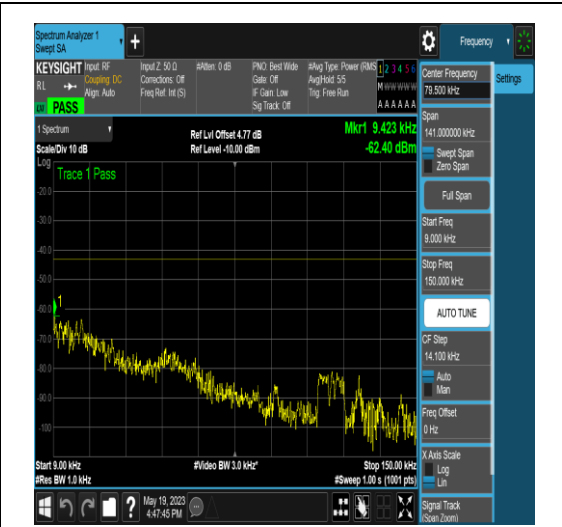 Spectrum Analyzer 1
Swept SA
Frequency
KEYSIGHT
RL
PASS
Input: RF
Coupling: DC
Align: Auto
Input Z: 50 Ω
Corrections: Off
Freq Ref: Int (S)
#Atten: 0 dB
PNO: Best Wide
Gate: Off
IF Gain: Low
Sig Track: Off
#Avg Type: Power (RMS
Avg|Hold: 5/5
Trig: Free Run
1 2 3 4 5 6
M w w w w w
A A A A A A
Settings
Center Frequency
79.500 kHz
Span
141.000000 kHz
Swept Span
Zero Span
Full Span
Start Freq
9.000 kHz
Stop Freq
150.000 kHz
AUTO TUNE
CF Step
14.100 kHz
Auto
Man
Freq Offset
0 Hz
X Axis Scale
Log
Lin
Signal Track
(Span Zoom)
1 Spectrum
Scale/Div 10 dB
Ref Lvl Offset 4.77 dB
Ref Level -10.00 dBm
Mkr1 9.423 kHz
-62.40 dBm
Log
Trace 1 Pass
-20.0
-30.0
-40.0
-50.0
-60.0
-70.0
-80.0
-90.0
-100
1
Start 9.00 kHz
#Res BW 1.0 kHz
#Video BW 3.0 kHz*
Stop 150.00 kHz
#Sweep 1.00 s (1001 pts)
May 19, 2023
4:47:45 PM